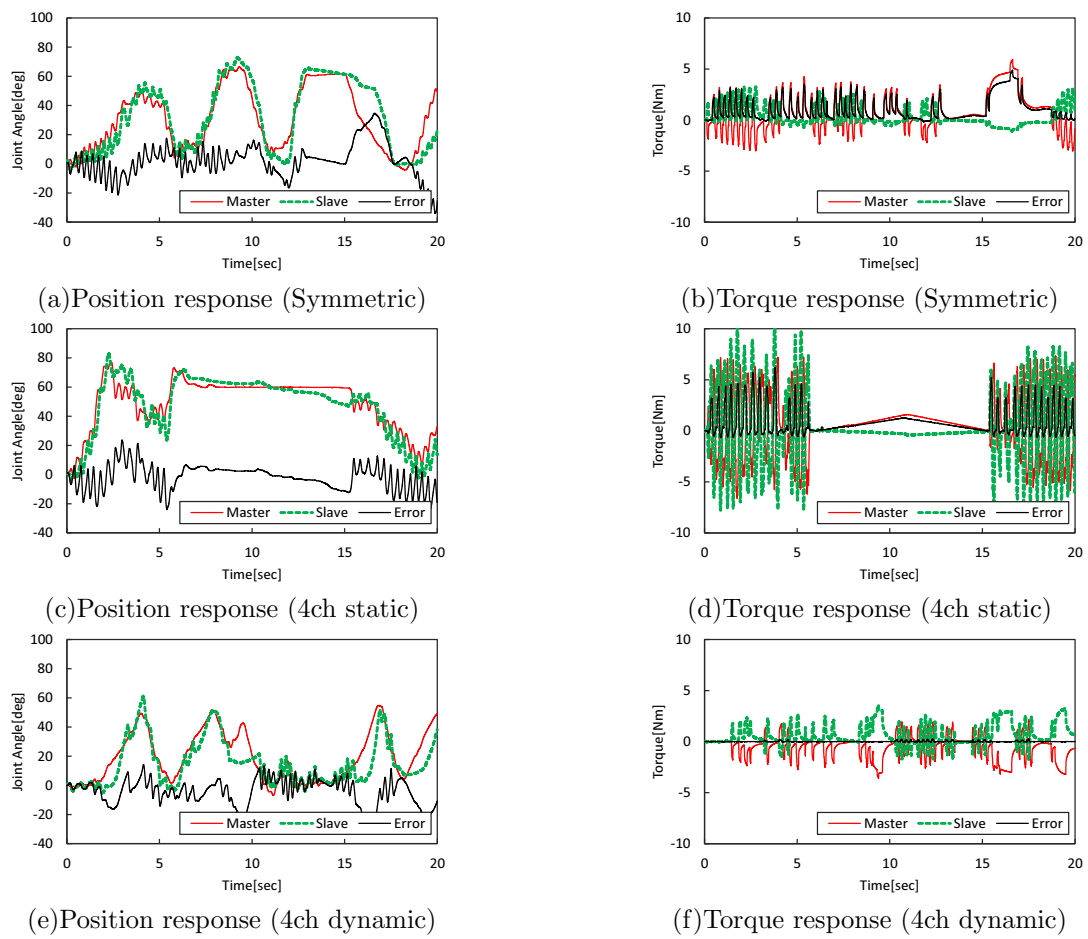 100
80
60
40
20
0
-20
-40
Joint Angle[deg]
Master Slave Error
0 5 10 15 20
Time[sec]
(a)Position response (Symmetric)
10
5
0
-5
-10
Torque[Nm]
Master Slave Error
0 5 10 15 20
Time[sec]
(b)Torque response (Symmetric)
100
80
60
40
20
0
-20
-40
Joint Angle[deg]
Master Slave Error
0 5 10 15 20
Time[sec]
(c)Position response (4ch static)
10
5
0
-5
-10
Torque[Nm]
Master Slave Error
0 5 10 15 20
Time[sec]
(d)Torque response (4ch static)
100
80
60
40
20
0
-20
-40
Joint Angle[deg]
Master Slave Error
0 5 10 15 20
Time[sec]
(e)Position response (4ch dynamic)
10
5
0
-5
-10
Torque[Nm]
Master Slave Error
0 5 10 15 20
Time[sec]
(f)Torque response (4ch dynamic)